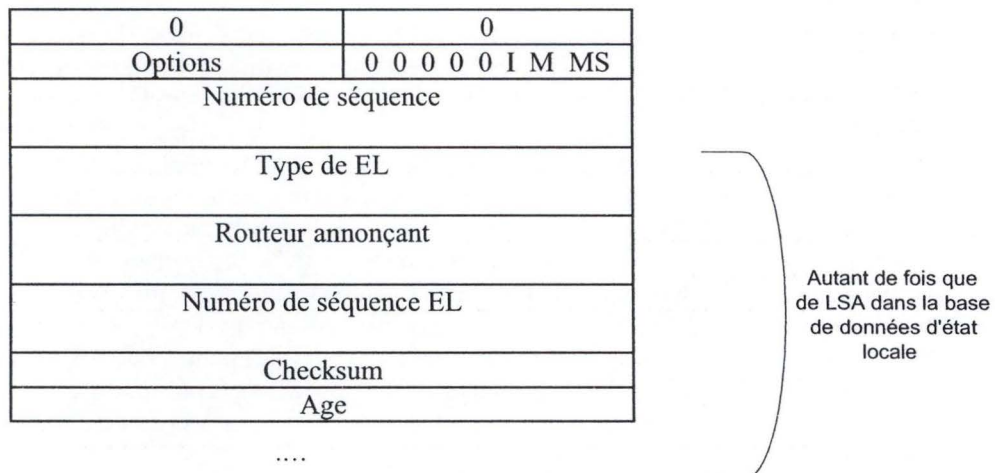 0 0
Options 0 0 0 0 0 I M MS
Numéro de séquence
Type de EL
Routeur annonçant
Numéro de séquence EL
Checksum
Age
....
Autant de fois que
de LSA dans la base
de données d'état
locale